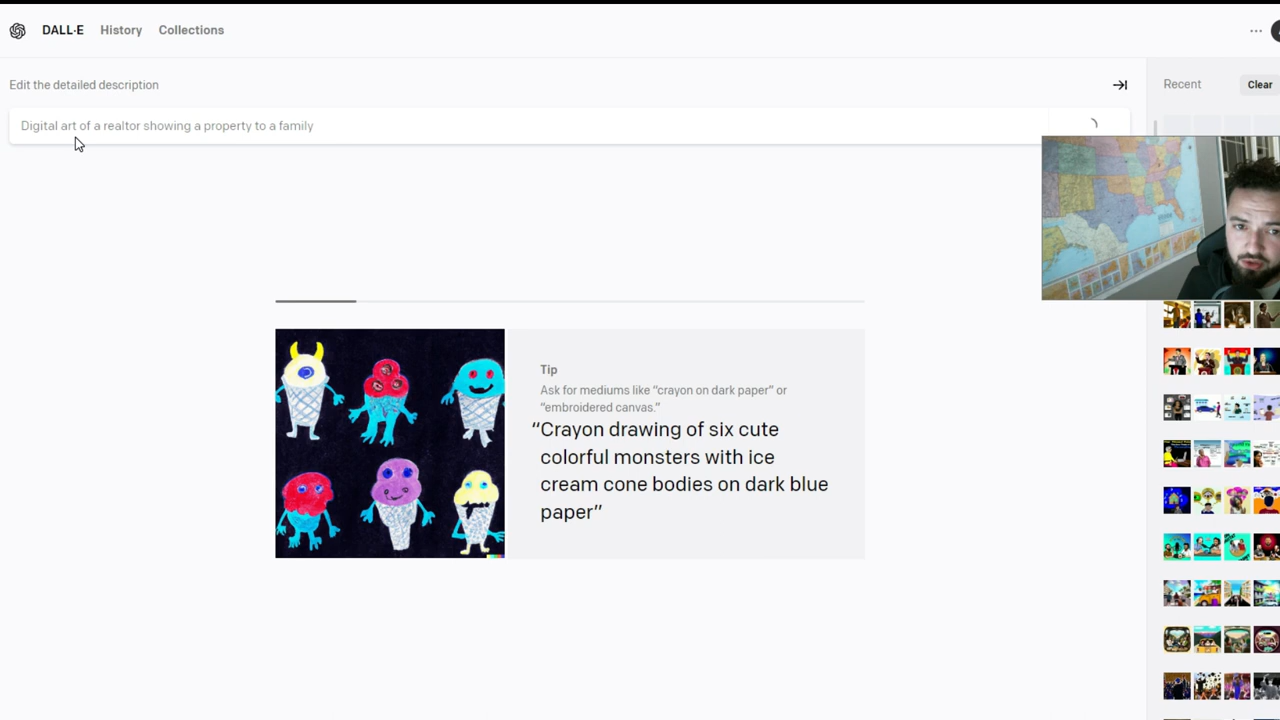 DALL·E History Collections
Edit the detailed description
Recent
Clear
Digital art of a realtor showing a property to a family
Tip
Ask for mediums like “crayon on dark paper” or
“embroidered canvas.”
“Crayon drawing of six cute
colorful monsters with ice
cream cone bodies on dark blue
paper”